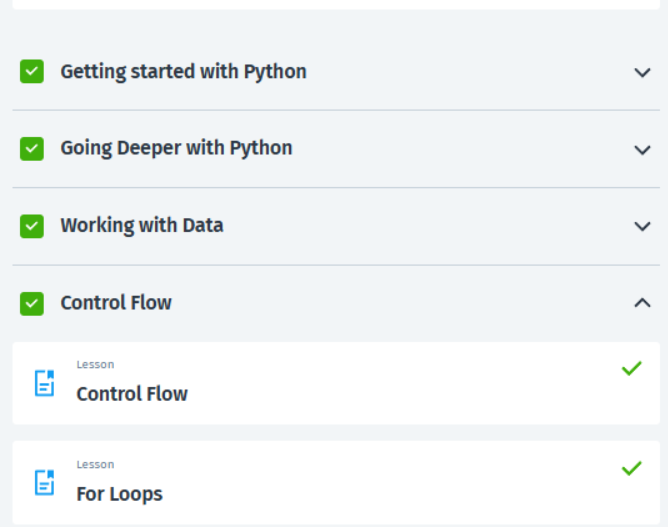 Getting started with Python
Going Deeper with Python
Working with Data
Control Flow
Lesson
Control Flow
Lesson
For Loops